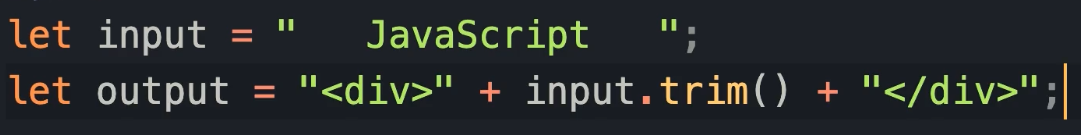 let input = "   JavaScript   ";
let output = "<div>" + input.trim() + "</div>";